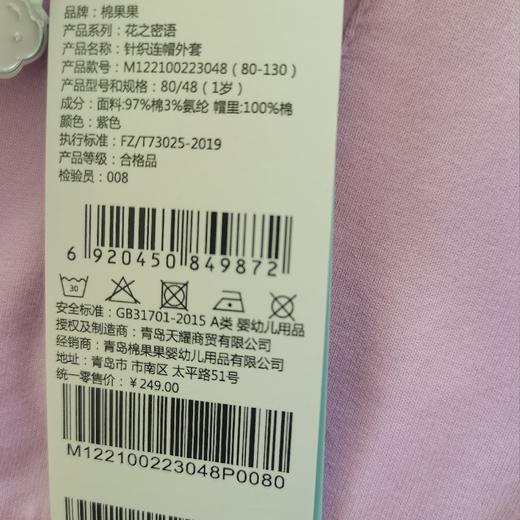 品牌：棉果果
产品系列：花之密语
产品名称：针织连帽外套
产品款号：M122100223048（80-130）
产品型号和规格：80/48（1岁）
成分：面料:97%棉3%氨纶 帽里:100%棉
颜色：紫色
执行标准：FZ/T73025-2019
产品等级：合格品
检验员：008
6 920450 849872
30
安全标准：GB31701-2015 A类 婴幼儿用品
授权及制造商：青岛天耀商贸有限公司
经销商：青岛棉果果婴幼儿用品有限公司
地址：青岛市 市南区 太平路51号
统一零售价：￥249.00
M122100223048P0080